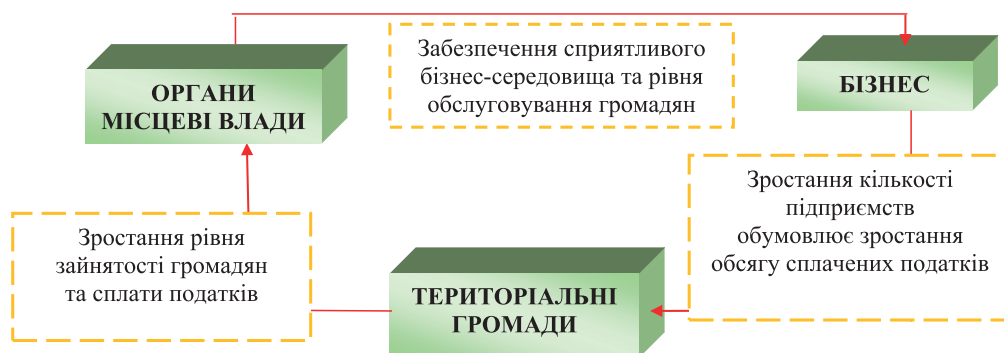 ОРГАНИ
МІСЦЕВІ ВЛАДИ
Забезпечення сприятливого
бізнес-середовища та рівня
обслуговування громадян
БІЗНЕС
Зростання кількості
підприємств
обумовлює зростання
обсягу сплачених податків
Зростання рівня
зайнятості громадян
та сплати податків
ТЕРИТОРІАЛЬНІ
ГРОМАДИ